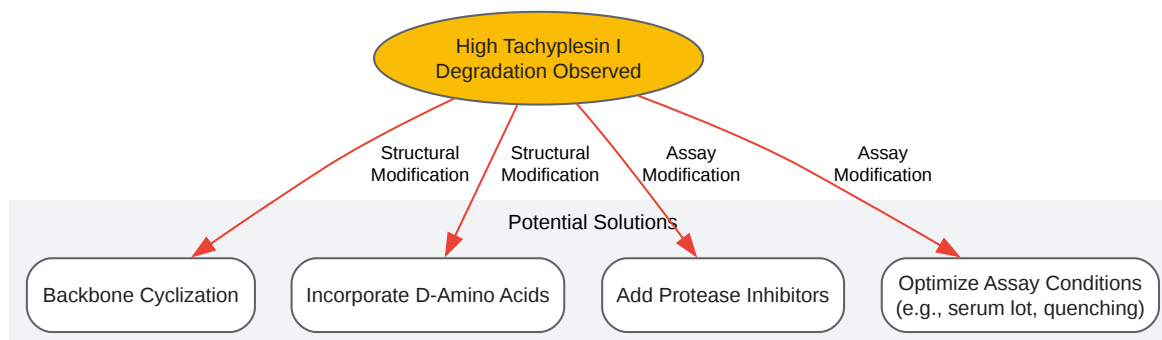 High Tachyplesin I
Degradation Observed
Structural
Modification
Structural
Modification
Assay
Modification
Assay
Modification
Potential Solutions
Backbone Cyclization
Incorporate D-Amino Acids
Add Protease Inhibitors
Optimize Assay Conditions
(e.g., serum lot, quenching)